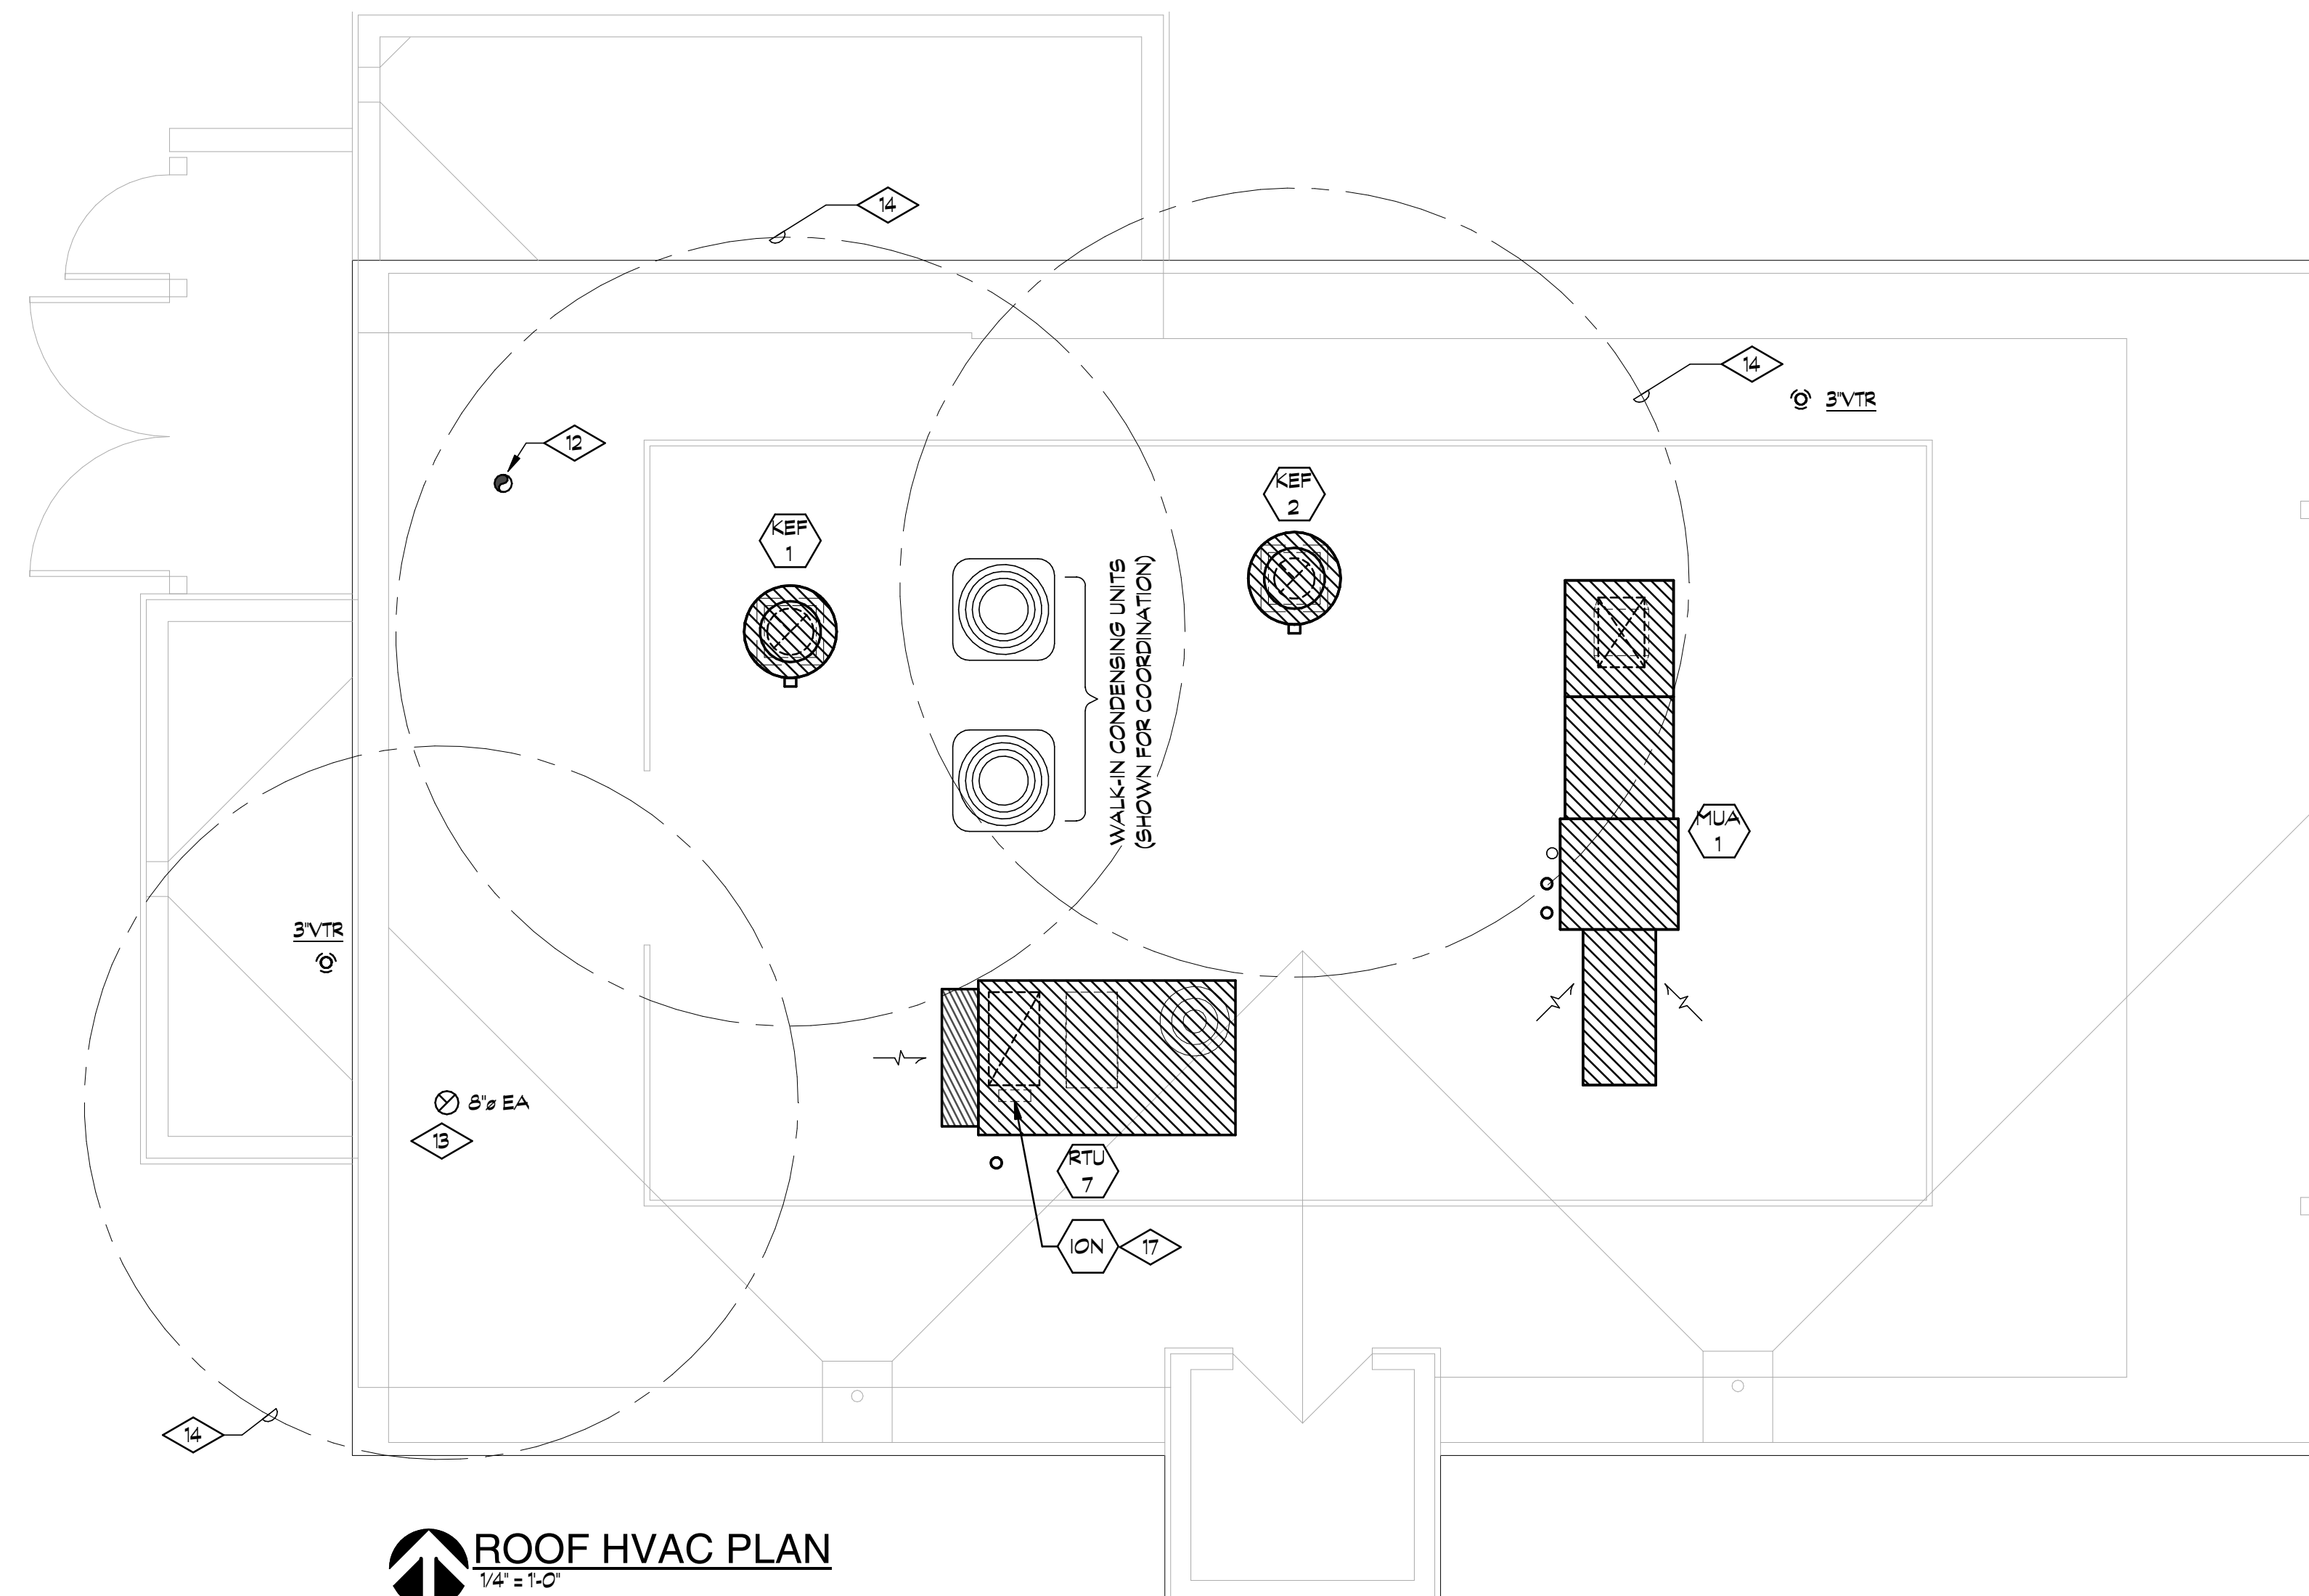 14
14
3"VTR
12
KEF
2
KEF
1
WALK-IN CONDENSING UNITS
(SHOWN FOR COORDINATION)
MUA
1
3"VTR
8"ø EA
13
RTU
7
ION
17
14
ROOF HVAC PLAN
1/4" = 1'-0"